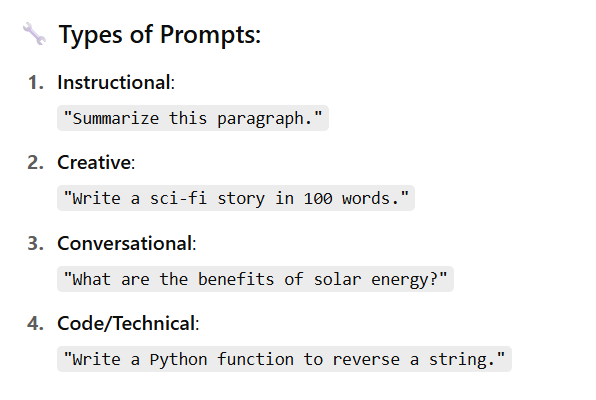 Types of Prompts:
1. Instructional:
"Summarize this paragraph."
2. Creative:
"Write a sci-fi story in 100 words."
3. Conversational:
"What are the benefits of solar energy?"
4. Code/Technical:
"Write a Python function to reverse a string."